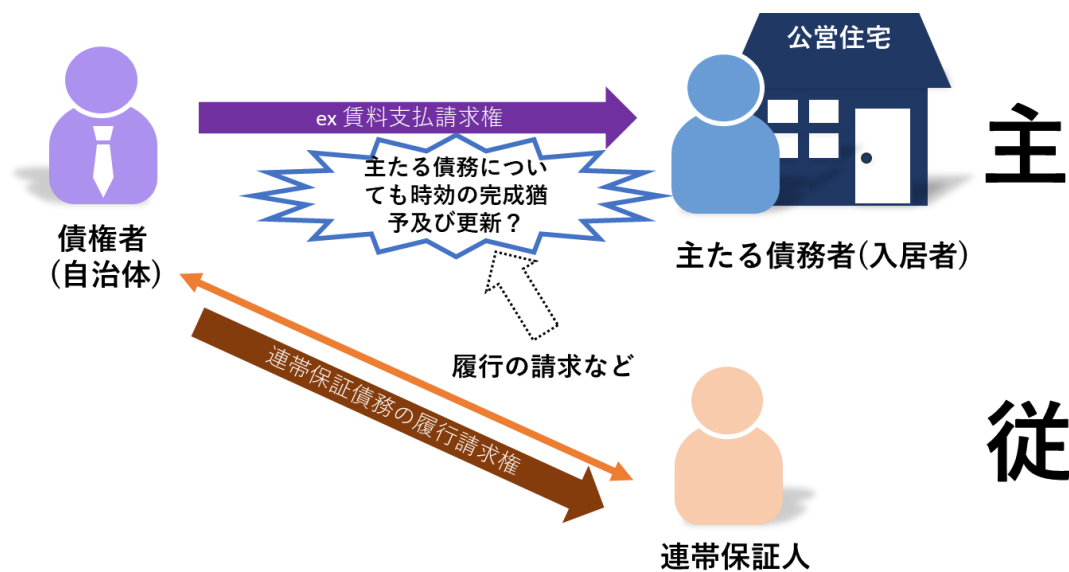 公営住宅
ex 賃料支払請求権
主
主たる債務につい
ても時効の完成猶
予及び更新？
債権者
(自治体)
主たる債務者(入居者)
履行の請求など
連帯保証債務の履行請求権
従
連帯保証人